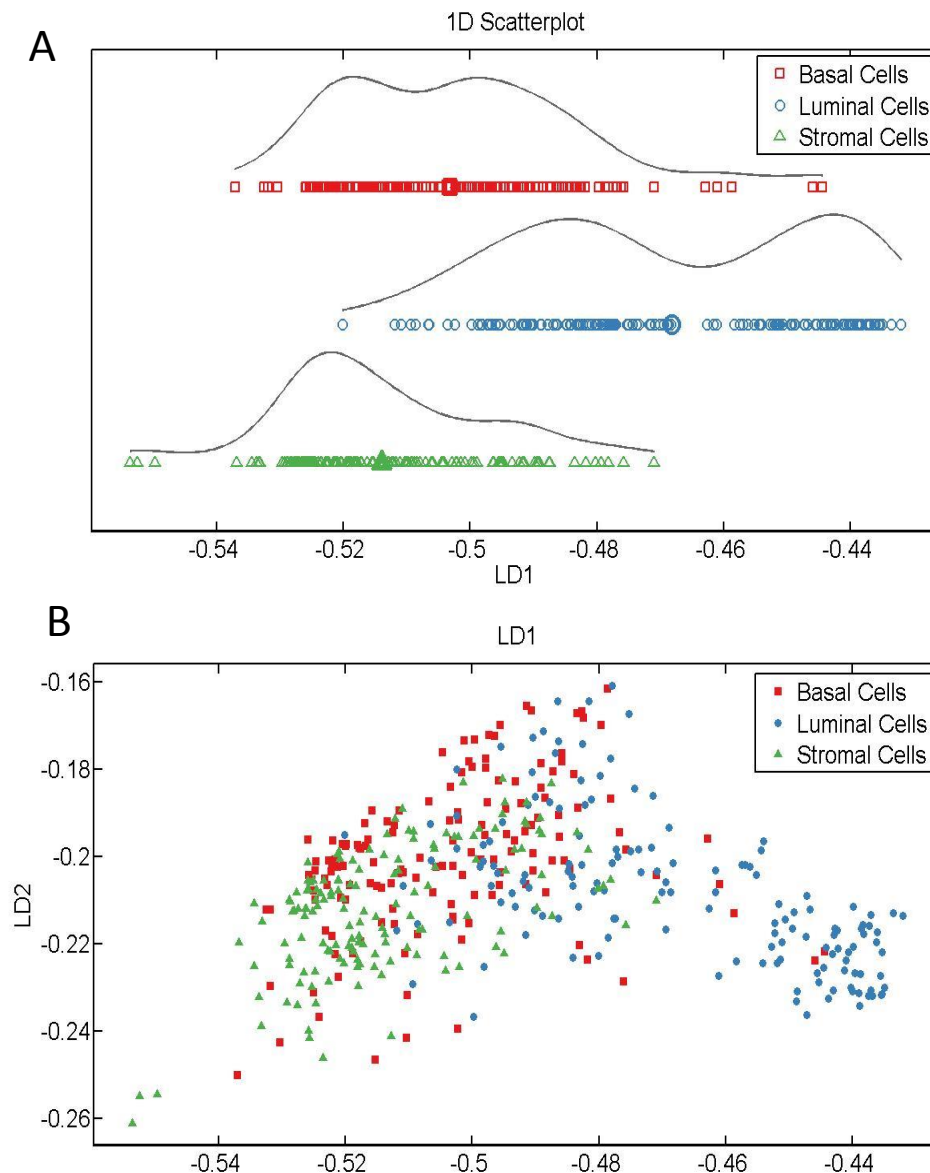 A
1D Scatterplot
Basal Cells
Luminal Cells
Stromal Cells
-0.54 -0.52 -0.5 -0.48 -0.46 -0.44
LD1
B
LD1
Basal Cells
Luminal Cells
Stromal Cells
-0.16
-0.18
-0.2
-0.22
-0.24
-0.26
LD2
-0.54 -0.52 -0.5 -0.48 -0.46 -0.44